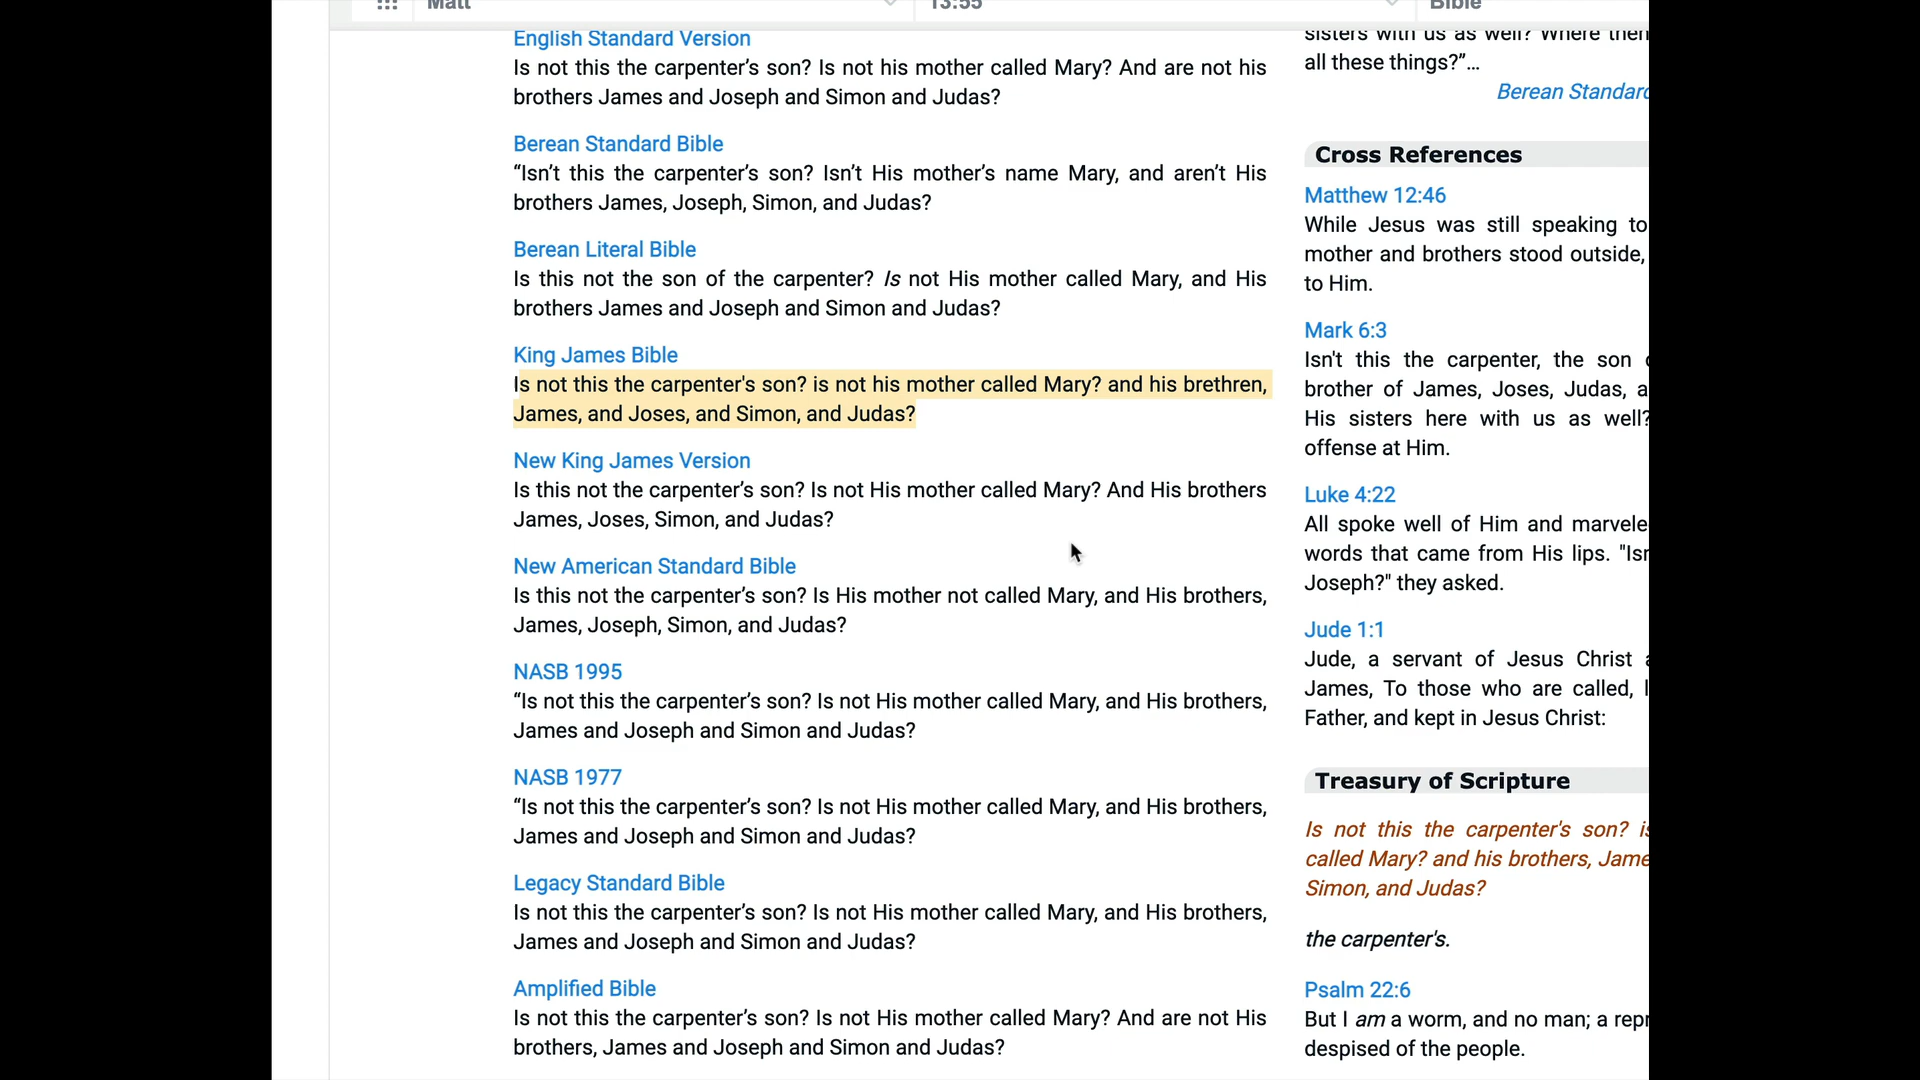 Matt 13:55 Bible
English Standard Version
Is not this the carpenter’s son? Is not his mother called Mary? And are not his
brothers James and Joseph and Simon and Judas?
Berean Standard Bible
“Isn’t this the carpenter’s son? Isn’t His mother’s name Mary, and aren’t His
brothers James, Joseph, Simon, and Judas?
Berean Literal Bible
Is this not the son of the carpenter? Is not His mother called Mary, and His
brothers James and Joseph and Simon and Judas?
King James Bible
Is not this the carpenter's son? is not his mother called Mary? and his brethren,
James, and Joses, and Simon, and Judas?
New King James Version
Is this not the carpenter’s son? Is not His mother called Mary? And His brothers
James, Joses, Simon, and Judas?
New American Standard Bible
Is this not the carpenter’s son? Is His mother not called Mary, and His brothers,
James, Joseph, Simon, and Judas?
NASB 1995
“Is not this the carpenter’s son? Is not His mother called Mary, and His brothers,
James and Joseph and Simon and Judas?
NASB 1977
“Is not this the carpenter’s son? Is not His mother called Mary, and His brothers,
James and Joseph and Simon and Judas?
Legacy Standard Bible
Is not this the carpenter’s son? Is not His mother called Mary, and His brothers,
James and Joseph and Simon and Judas?
Amplified Bible
Is not this the carpenter’s son? Is not His mother called Mary? And are not His
brothers, James and Joseph and Simon and Judas?
sisters with us as well? Where then
all these things?”…
Berean Standard
Cross References
Matthew 12:46
While Jesus was still speaking to
mother and brothers stood outside,
to Him.
Mark 6:3
Isn't this the carpenter, the son
brother of James, Joses, Judas,
His sisters here with us as well?
offense at Him.
Luke 4:22
All spoke well of Him and
words that came from His lips.
Joseph?" they asked.
Jude 1:1
Jude, a servant of Jesus Christ
James, To those who are called,
Father, and kept in Jesus Christ:
Treasury of Scripture
Is not this the carpenter's son?
called Mary? and his brothers,
Simon, and Judas?
the carpenter's.
Psalm 22:6
But I am a worm, and no man; a
despised of the people.